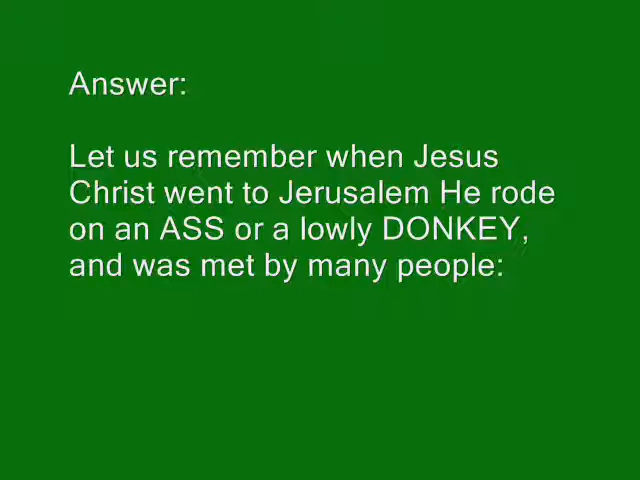 Answer:
Let us remember when Jesus
Christ went to Jerusalem He rode
on an ASS or a lowly DONKEY,
and was met by many people: